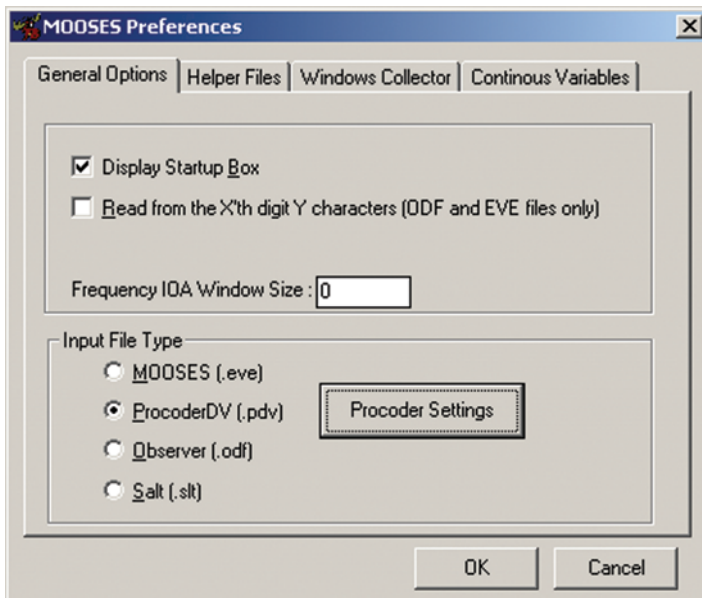 MOOSES Preferences
General Options Helper Files Windows Collector Continous Variables
Display Startup Box
Read from the X'th digit Y characters (ODF and EVE files only)
Frequency IOA Window Size : 0
Input File Type
MOOSES (.eve)
ProcoderDV (.pdv) Procoder Settings
Observer (.odf)
Salt (.slt)
OK Cancel